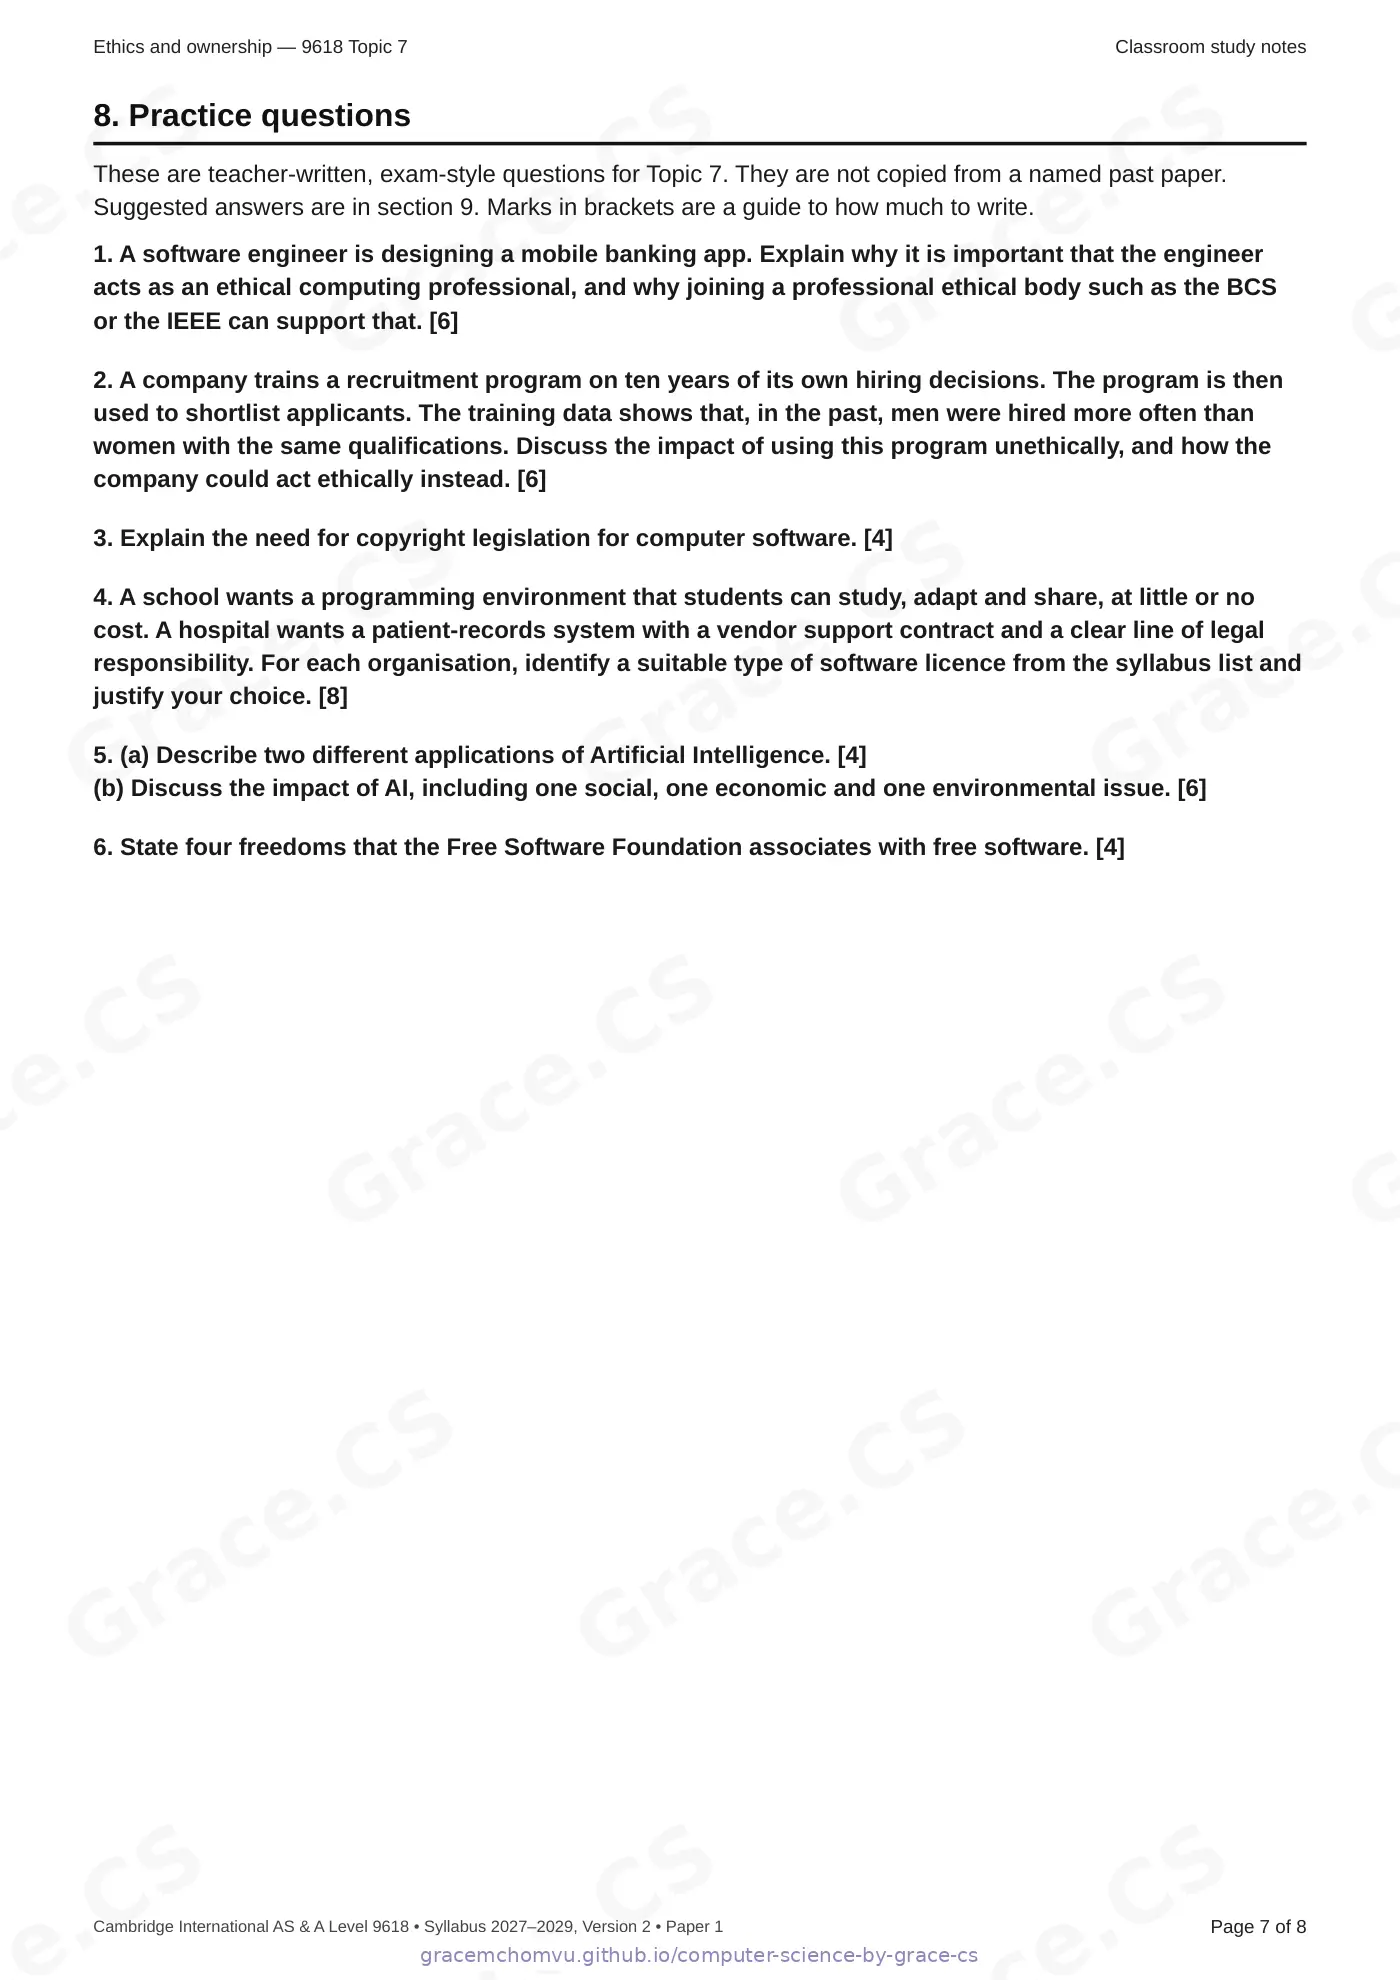 Ethics and ownership — 9618 Topic 7
Classroom study notes
8. Practice questions
These are teacher-written, exam-style questions for Topic 7. They are not copied from a named past paper.
Suggested answers are in section 9. Marks in brackets are a guide to how much to write.
1. A software engineer is designing a mobile banking app. Explain why it is important that the engineer
acts as an ethical computing professional, and why joining a professional ethical body such as the BCS
or the IEEE can support that. [6]
2. A company trains a recruitment program on ten years of its own hiring decisions. The program is then
used to shortlist applicants. The training data shows that, in the past, men were hired more often than
women with the same qualifications. Discuss the impact of using this program unethically, and how the
company could act ethically instead. [6]
3. Explain the need for copyright legislation for computer software. [4]
4. A school wants a programming environment that students can study, adapt and share, at little or no
cost. A hospital wants a patient-records system with a vendor support contract and a clear line of legal
responsibility. For each organisation, identify a suitable type of software licence from the syllabus list and
justify your choice. [8]
5. (a) Describe two different applications of Artificial Intelligence. [4]
(b) Discuss the impact of AI, including one social, one economic and one environmental issue. [6]
6. State four freedoms that the Free Software Foundation associates with free software. [4]
Grace.CS
Cambridge International AS & A Level 9618 • Syllabus 2027–2029, Version 2 • Paper 1
Page 7 of 8
gracemchomvu.github.io/computer-science-by-grace-cs